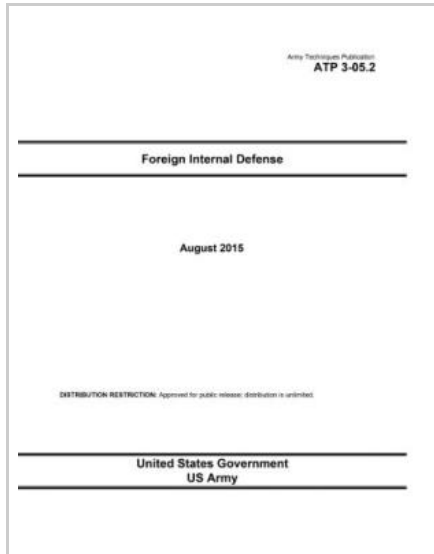 Army Techniques Publication
ATP 3-05.2
Foreign Internal Defense
August 2015
DISTRIBUTION RESTRICTION: Approved for public release; distribution is unlimited.
United States Government
US Army